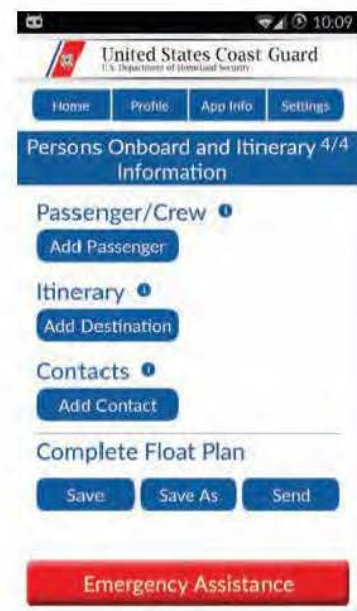 10:09
United States Coast Guard
U.S. Department of Homeland Security
Home Profile App Info Settings
Persons Onboard and Itinerary 4/4
Information
Passenger/Crew
Add Passenger
Itinerary
Add Destination
Contacts
Add Contact
Complete Float Plan
Save Save As Send
Emergency Assistance